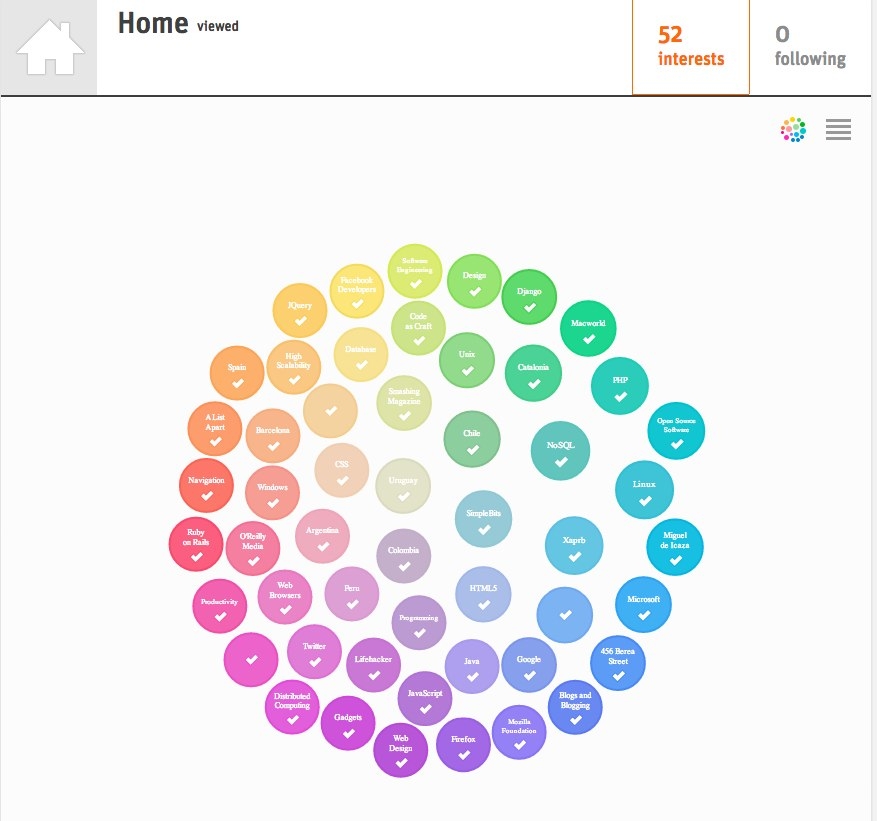 Home viewed
52
interests
0
following
Software
Engineering
Design
Facebook
Developers
Django
JQuery
Code
as Craft
Macworld
Database
Unix
High
Scalability
Spain
Catalonia
PHP
Smashing
Magazine
A List
Apart
Barcelona
Chile
Open Source
Software
NoSQL
CSS
Navigation
Windows
Uruguay
Linux
SimpleBits
Ruby
on Rails
O'Reilly
Media
Argentina
Colombia
Xaprb
Miguel
de Icaza
Web
Browsers
Peru
HTML5
Productivity
Microsoft
Programming
Twitter
Lifehacker
Java
Google
456 Berea
Street
Distributed
Computing
JavaScript
Blogs and
Blogging
Gadgets
Web
Design
Firefox
Mozilla
Foundation